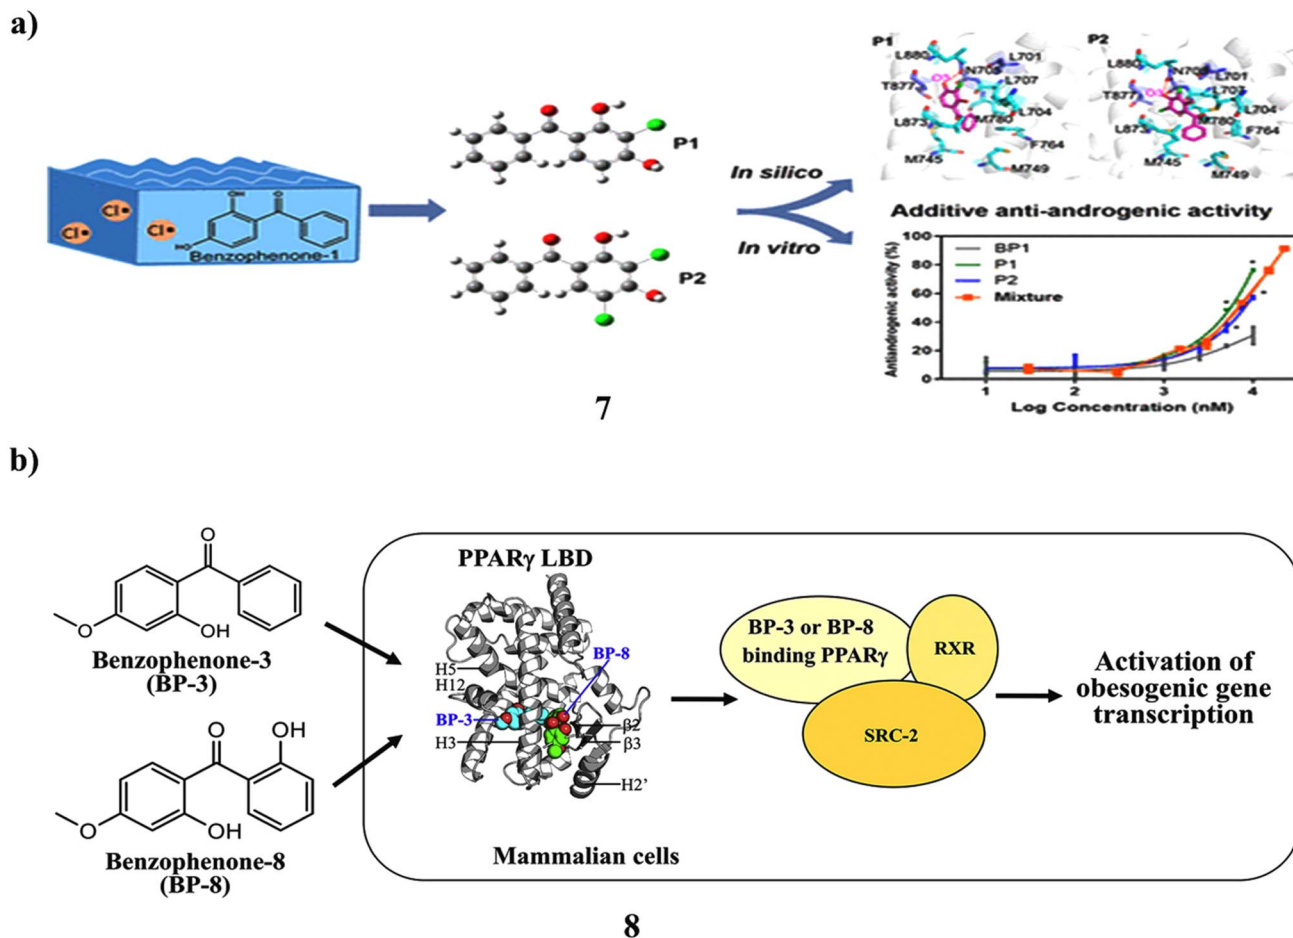 a)
Cl•
Cl•
Cl•
OH
O
HO
Benzophenone-1
P1
P2
In silico
In vitro
P1
L880
L701
N705
T877
L707
L704
L873
M780
F764
M745
M749
P2
L880
N705
L701
T877
L707
L704
L873
M780
F764
M745
M749
Additive anti-androgenic activity
Antiandrogenic activity (%)
100
80
60
40
20
0
BP1
P1
P2
Mixture
1
2
3
4
Log Concentration (nM)
7
b)
O
O
OH
Benzophenone-3
(BP-3)
O
OH
O
OH
Benzophenone-8
(BP-8)
PPARγ LBD
BP-8
H5
H12
BP-3
H3
β2
β3
H2’
Mammalian cells
BP-3 or BP-8
binding PPARγ
RXR
SRC-2
Activation of
obesogenic gene
transcription
8